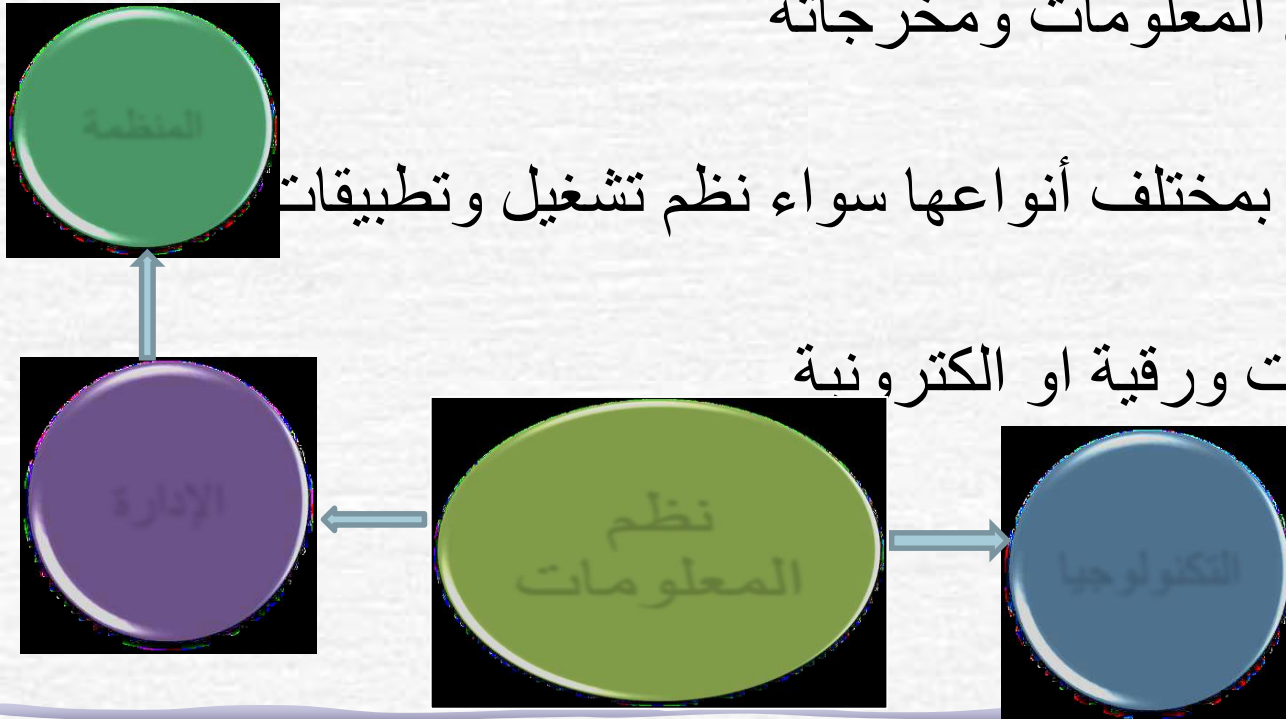 المعلومات ومخرجاته
المنظمة
بمختلف أنواعها سواء نظم تشغيل وتطبيقات
ورقية او الكترونية
الإدارة
نظم
المعلومات
التكنولوجيا